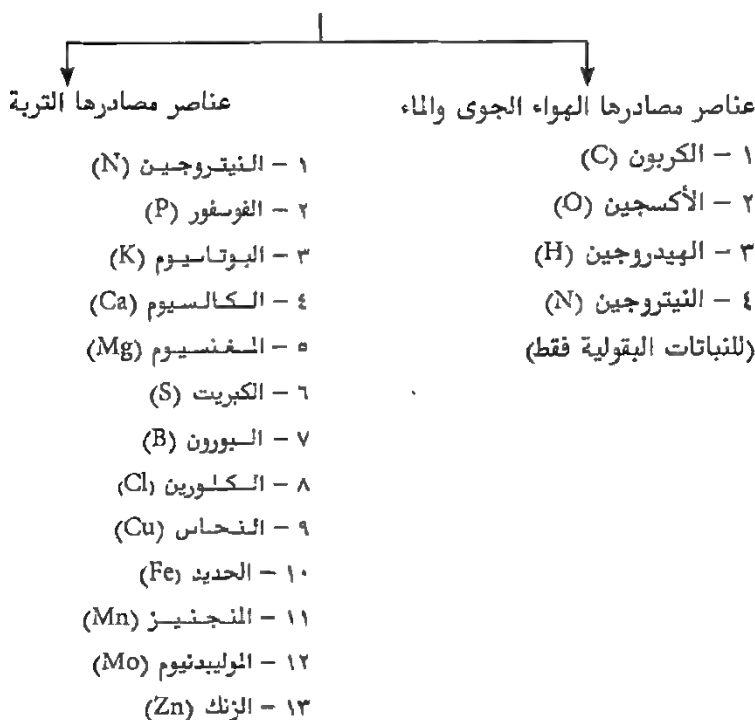 عناصر مصادرها الهواء الجوى والماء
١ – الكربون (C)
٢ – الأكسجين (O)
٣ – الهيدروجين (H)
٤ – النيتروجين (N)
(للنباتات البقولية فقط)
عناصر مصادرها التربة
١ – النيتروجين (N)
٢ – الفوسفور (P)
٣ – البوتاسيوم (K)
٤ – الكالسيوم (Ca)
٥ – المغنسيوم (Mg)
٦ – الكبريت (S)
٧ – البورون (B)
٨ – الكلورين (Cl)
٩ – النحاس (Cu)
١٠ – الحديد (Fe)
١١ – المنجنيز (Mn)
١٢ – الموليبدنيوم (Mo)
١٣ – الزنك (Zn)